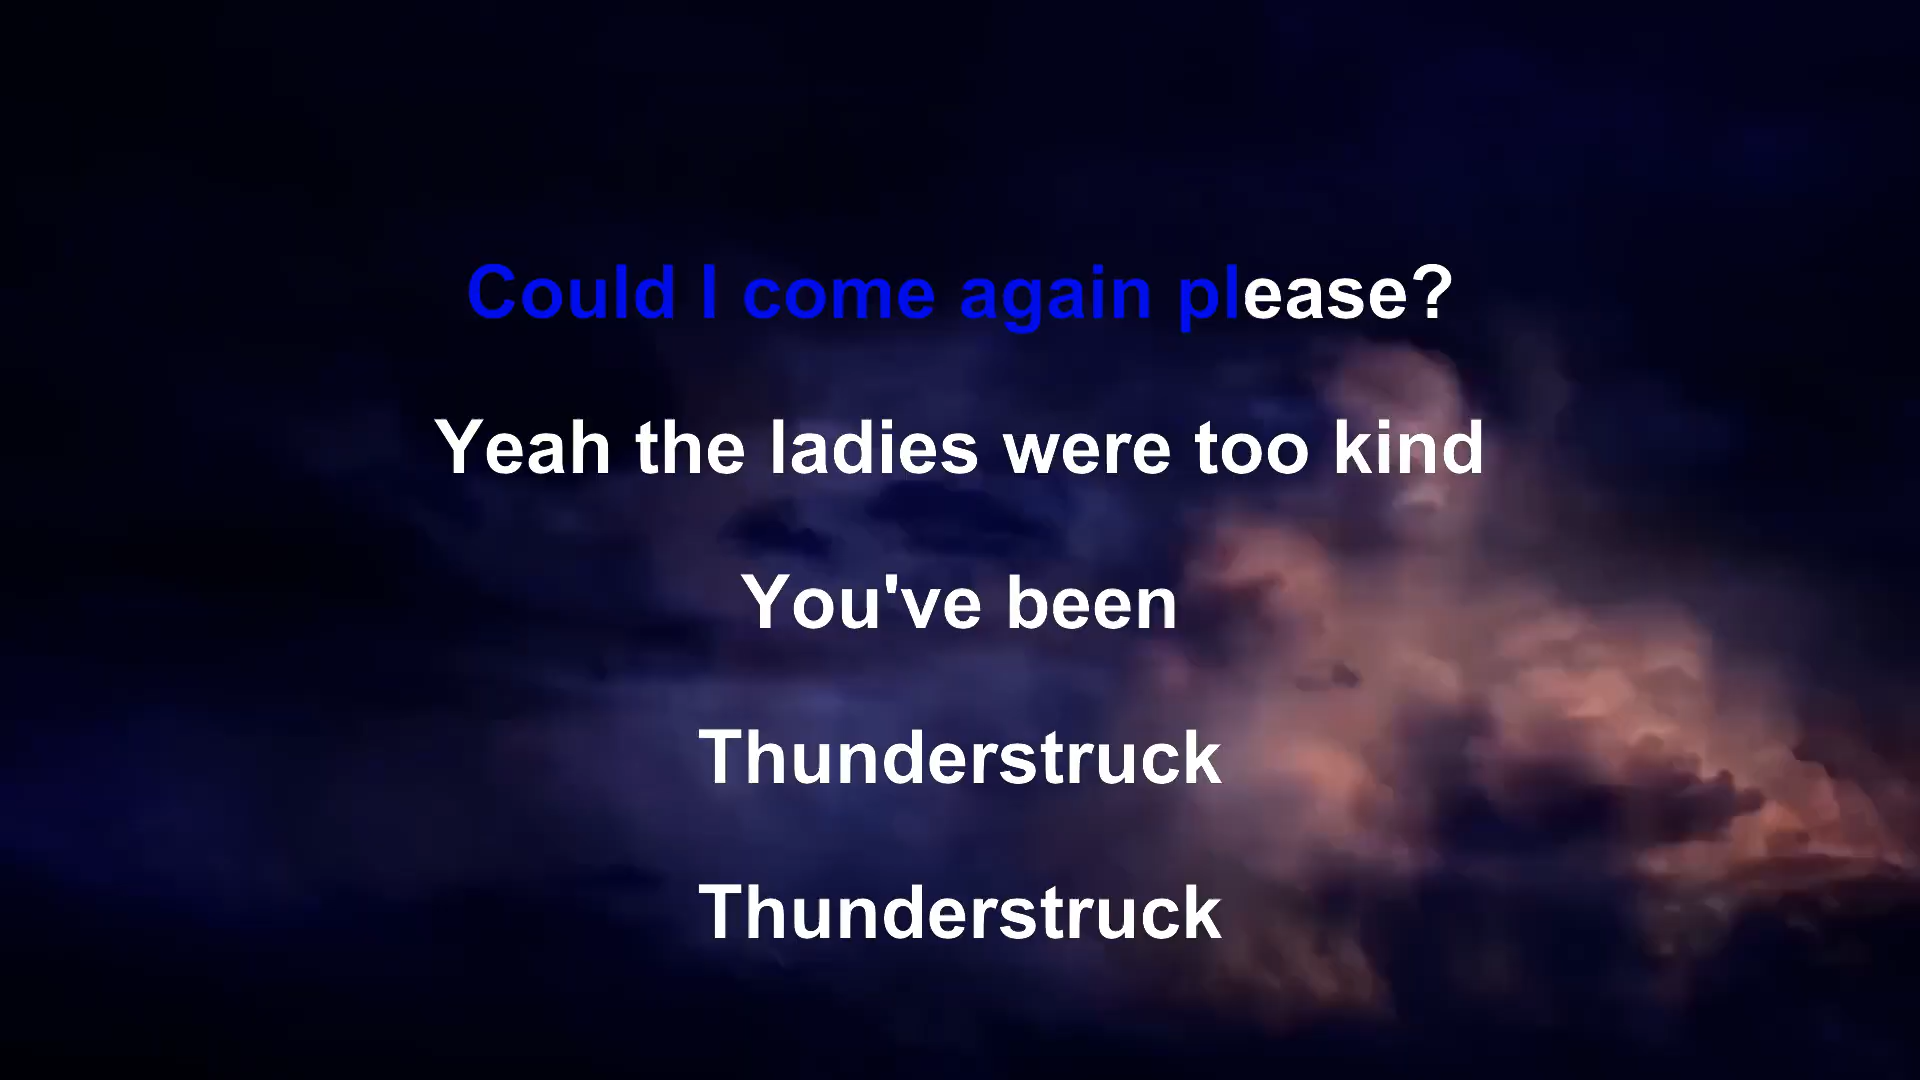 Could I come again please?
Yeah the ladies were too kind
You've been
Thunderstruck
Thunderstruck